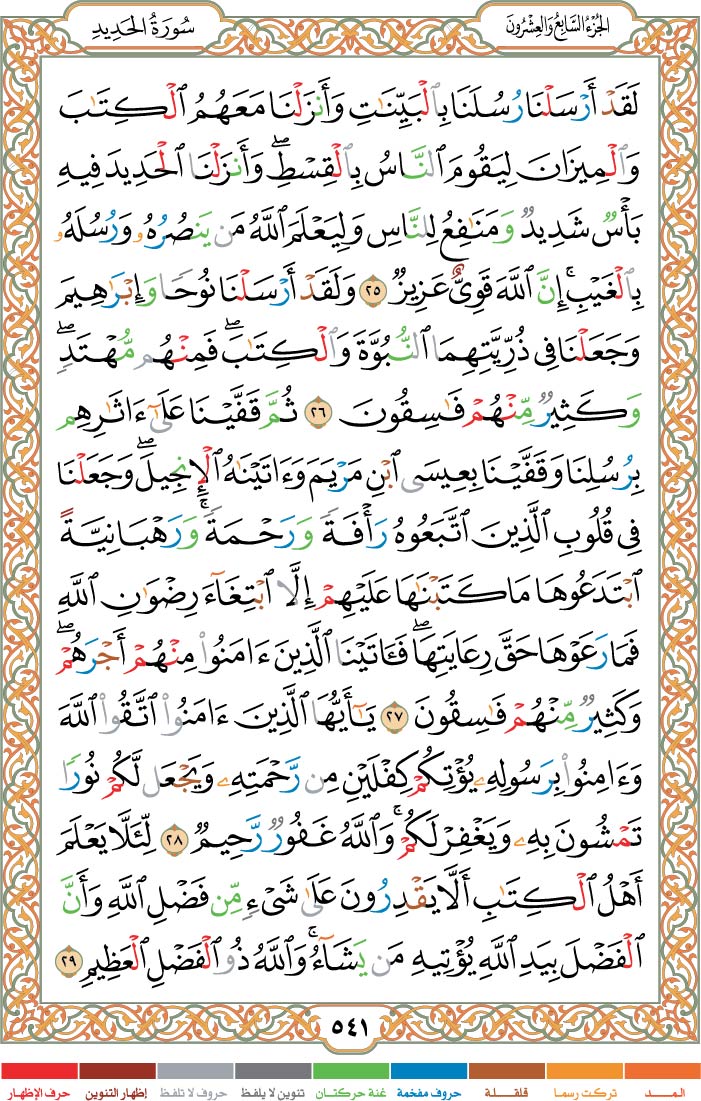 الجُزْءُ السَّابِعُ وَالعِشْرُونَ
سُورَةُ الحَدِيدِ
لَقَدْ أَرْسَلْنَا رُسُلَنَا بِٱلْبَيِّنَٰتِ وَأَنزَلْنَا مَعَهُمُ ٱلْكِتَٰبَ
وَٱلْمِيزَانَ لِيَقُومَ ٱلنَّاسُ بِٱلْقِسْطِۖ وَأَنزَلْنَا ٱلْحَدِيدَ فِيهِ
بَأْسٌ شَدِيدٌ وَمَنَٰفِعُ لِلنَّاسِ وَلِيَعْلَمَ ٱللَّهُ مَن يَنصُرُهُۥ وَرُسُلَهُۥ
بِٱلْغَيْبِۚ إِنَّ ٱللَّهَ قَوِىٌّ عَزِيزٌ ٢٥ وَلَقَدْ أَرْسَلْنَا نُوحًا وَإِبْرَٰهِيمَ
وَجَعَلْنَا فِى ذُرِّيَّتِهِمَا ٱلنُّبُوَّةَ وَٱلْكِتَٰبَۖ فَمِنْهُم مُّهْتَدٍۖ
وَكَثِيرٌ مِّنْهُمْ فَٰسِقُونَ ٢٦ ثُمَّ قَفَّيْنَا عَلَىٰٓ ءَاثَٰرِهِم
بِرُسُلِنَا وَقَفَّيْنَا بِعِيسَى ٱبْنِ مَرْيَمَ وَءَاتَيْنَٰهُ ٱلْإِنجِيلَۖ وَجَعَلْنَا
فِى قُلُوبِ ٱلَّذِينَ ٱتَّبَعُوهُ رَأْفَةً وَرَحْمَةًۚ وَرَهْبَانِيَّةً
ٱبْتَدَعُوهَا مَا كَتَبْنَٰهَا عَلَيْهِمْ إِلَّا ٱبْتِغَآءَ رِضْوَٰنِ ٱللَّهِ
فَمَا رَعَوْهَا حَقَّ رِعَايَتِهَاۖ فَـَٔاتَيْنَا ٱلَّذِينَ ءَامَنُوا۟ مِنْهُمْ أَجْرَهُمْۖ
وَكَثِيرٌ مِّنْهُمْ فَٰسِقُونَ ٢٧ يَٰٓأَيُّهَا ٱلَّذِينَ ءَامَنُوا۟ ٱتَّقُوا۟ ٱللَّهَ
وَءَامِنُوا۟ بِرَسُولِهِۦ يُؤْتِكُمْ كِفْلَيْنِ مِن رَّحْمَتِهِۦ وَيَجْعَل لَّكُمْ نُورًا
تَمْشُونَ بِهِۦ وَيَغْفِرْ لَكُمْۚ وَٱللَّهُ غَفُورٌ رَّحِيمٌ ٢٨ لِّئَلَّا يَعْلَمَ
أَهْلُ ٱلْكِتَٰبِ أَلَّا يَقْدِرُونَ عَلَىٰ شَىْءٍ مِّن فَضْلِ ٱللَّهِ وَأَنَّ
ٱلْفَضْلَ بِيَدِ ٱللَّهِ يُؤْتِيهِ مَن يَشَآءُۚ وَٱللَّهُ ذُو ٱلْفَضْلِ ٱلْعَظِيمِ ٢٩
٥٤١
المـــد تركت رسما قلقــلة حروف مفخمة غنة حركتان تنوين لا يلفظ حروف لا تلفظ إظهار التنوين حرف الإظهار